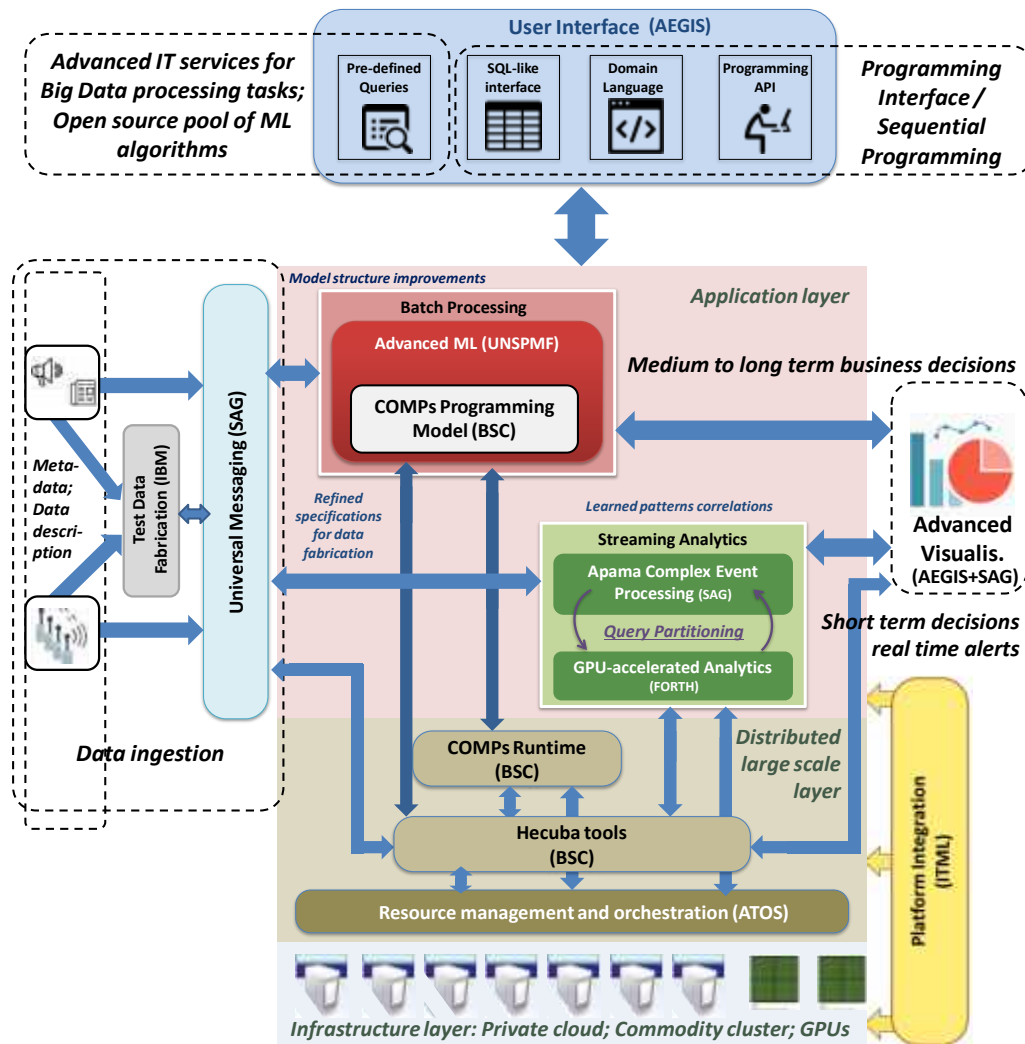 User Interface (AEGIS)
Advanced IT services for
Big Data processing tasks;
Open source pool of ML
algorithms
Pre-defined
Queries
SQL-like
interface
Domain
Language
</>
Programming
API
Programming
Interface /
Sequential
Programming
Model structure improvements
Application layer
Batch Processing
Advanced ML (UNSPMF)
COMPs Programming
Model (BSC)
Medium to long term business decisions
Universal Messaging (SAG)
Test Data
Fabrication (IBM)
Meta-
data;
Data
descri-
ption
Refined
specifications
for data
fabrication
Learned patterns correlations
Streaming Analytics
Apama Complex Event
Processing (SAG)
Query Partitioning
GPU-accelerated Analytics
(FORTH)
Advanced
Visualis.
(AEGIS+SAG)
Short term decisions
real time alerts
Data ingestion
COMPs Runtime
(BSC)
Distributed
large scale
layer
Hecuba tools
(BSC)
Resource management and orchestration (ATOS)
Platform Integration
(ITML)
Infrastructure layer: Private cloud; Commodity cluster; GPUs